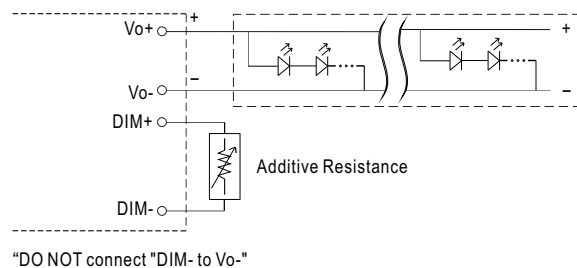 Vo+
+
+
–
Vo-
–
DIM+
Additive Resistance
DIM-
“DO NOT connect "DIM- to Vo-"